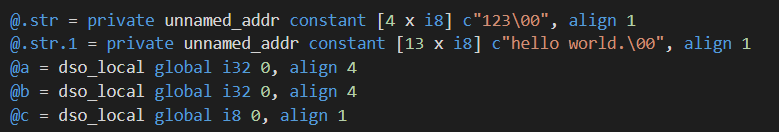 @.str = private unnamed_addr constant [4 x i8] c"123\00", align 1
@.str.1 = private unnamed_addr constant [13 x i8] c"hello world.\00", align 1
@a = dso_local global i32 0, align 4
@b = dso_local global i32 0, align 4
@c = dso_local global i8 0, align 1